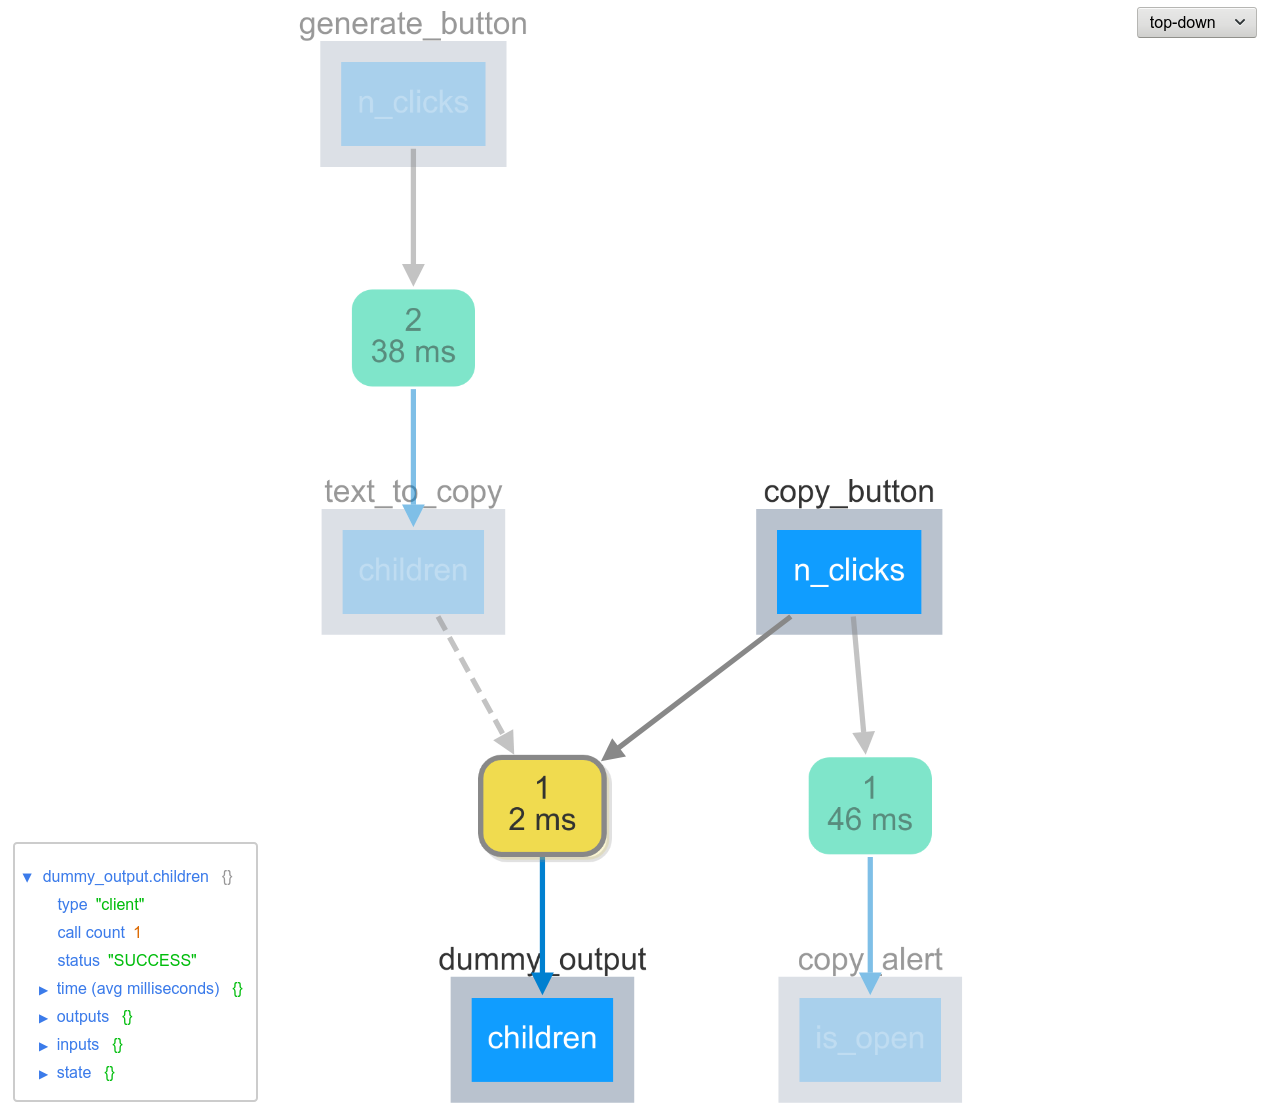 generate_button
top-down
n_clicks
2
38 ms
text_to_copy
copy_button
children
n_clicks
1
2 ms
1
46 ms
▼ dummy_output.children {}
type "client"
call count 1
status "SUCCESS"
▶ time (avg milliseconds) {}
▶ outputs {}
▶ inputs {}
▶ state {}
dummy_output
copy_alert
children
is_open